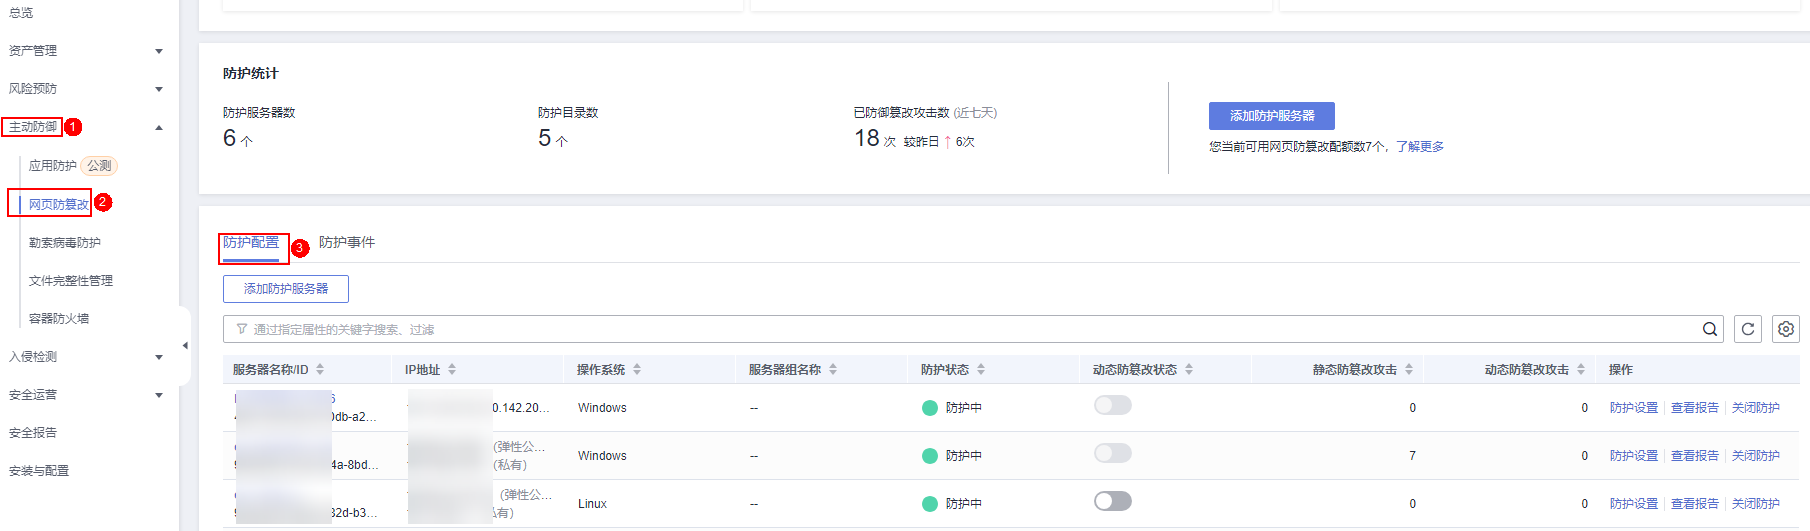 总览
资产管理
风险预防
主动防御 1
应用防护 公测
网页防篡改 2
勒索病毒防护
文件完整性管理
容器防火墙
入侵检测
安全运营
安全报告
安装与配置
防护统计
防护服务器数
6 个
防护目录数
5 个
已防御篡改攻击数 (近七天)
18 次 较昨日 ↑ 6次
添加防护服务器
您当前可用网页防篡改配额数7个，了解更多
防护配置 3 防护事件
添加防护服务器
通过指定属性的关键字搜索、过滤
服务器名称/ID IP地址 操作系统 服务器组名称 防护状态 动态防篡改状态 静态防篡改攻击 动态防篡改攻击 操作
0db-a2... 0.142.20... Windows -- 防护中 0 0 防护设置 查看报告 关闭防护
(弹性公...
4a-8bd... (私有) Windows -- 防护中 7 0 防护设置 查看报告 关闭防护
(弹性公...
32d-b3... 私有) Linux -- 防护中 0 0 防护设置 查看报告 关闭防护